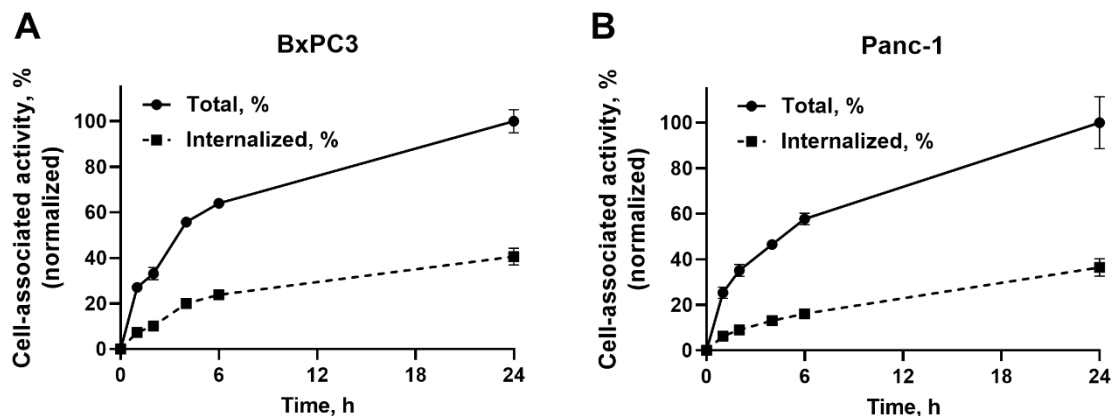 A
BxPC3
Cell-associated activity, %
(normalized)
Total, %
Internalized, %
100
80
60
40
20
0
0
6
12
18
24
Time, h
B
Panc-1
Cell-associated activity, %
(normalized)
Total, %
Internalized, %
100
80
60
40
20
0
0
6
12
18
24
Time, h